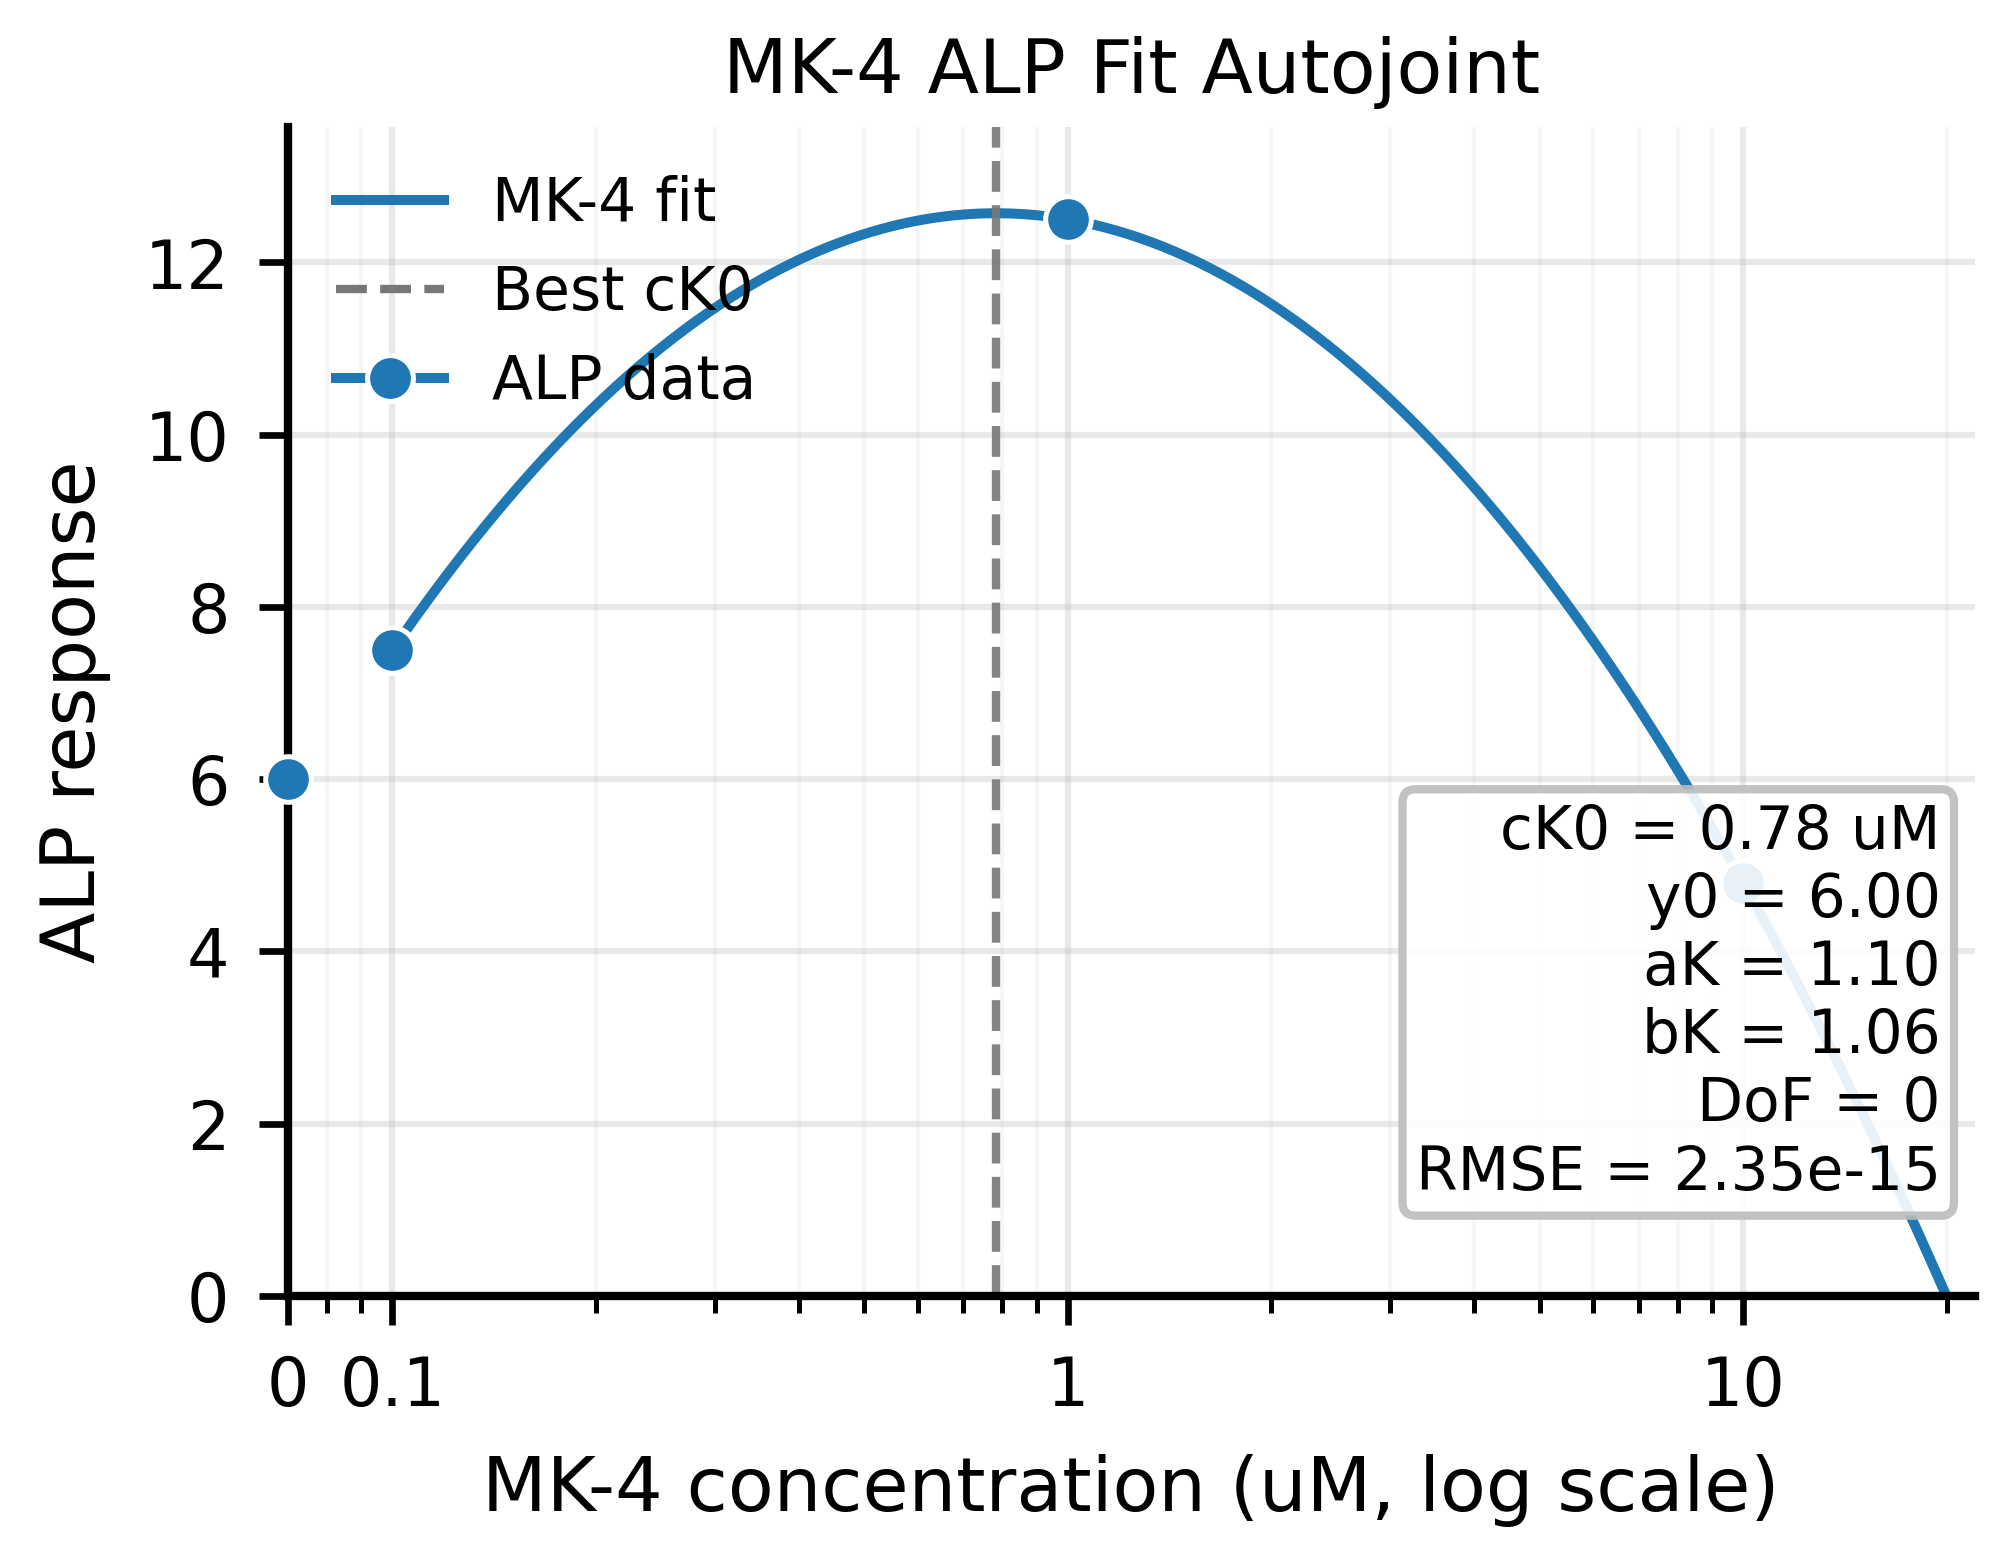 MK-4 ALP Fit Autojoint
MK-4 fit
Best cK0
ALP data
ALP response
12
10
8
6
4
2
0
cK0 = 0.78 uM
y0 = 6.00
aK = 1.10
bK = 1.06
DoF = 0
RMSE = 2.35e-15
0 0.1 1 10
MK-4 concentration (uM, log scale)